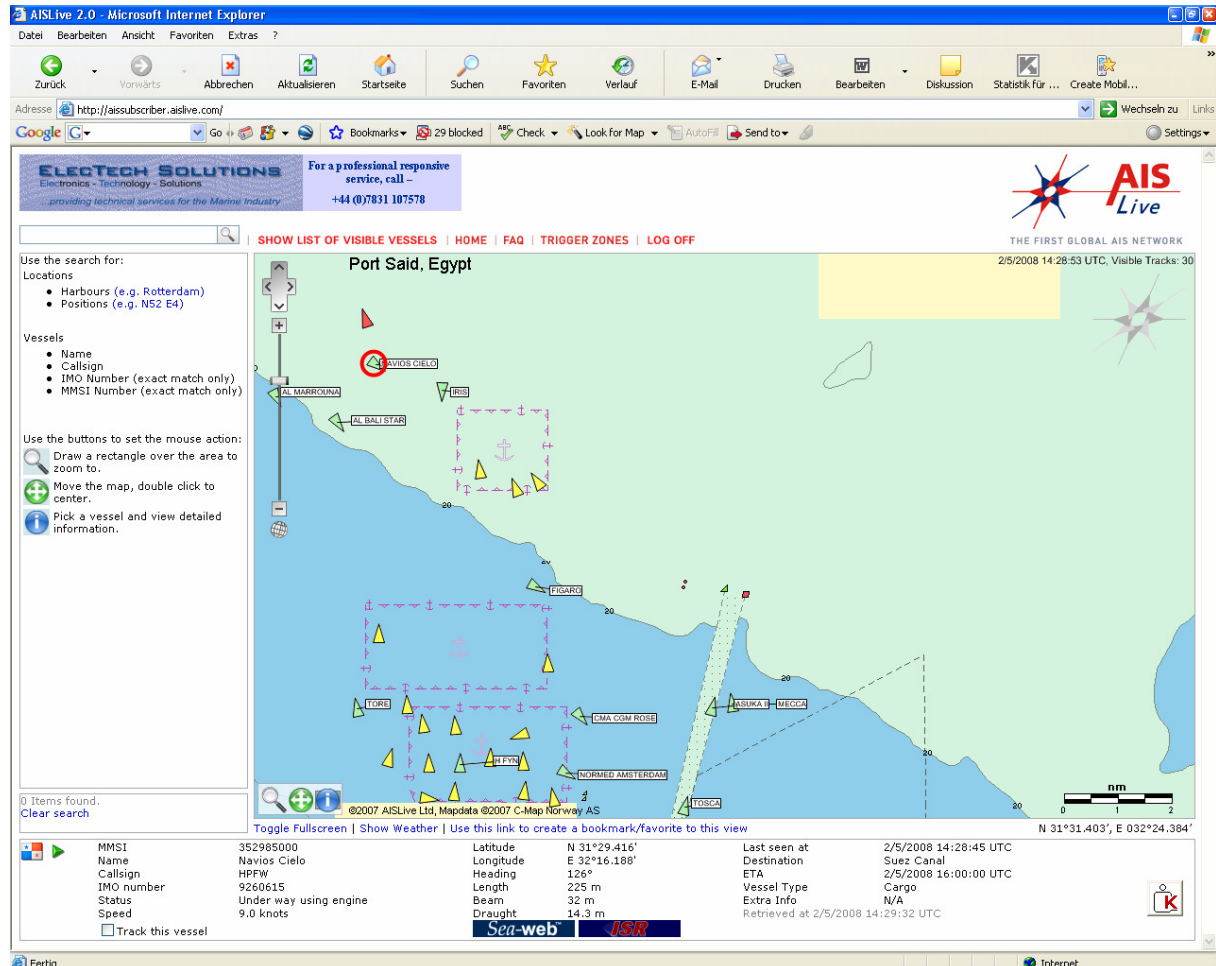 AISLive 2.0 - Microsoft Internet Explorer
Datei Bearbeiten Ansicht Favoriten Extras ?
Zurück Vorwärts Abbrechen Aktualisieren Startseite Suchen Favoriten Verlauf E-Mail Drucken Bearbeiten Diskussion Statistik für ... Create Mobil...
Adresse http://aissubscriber.aislive.com/ Wechseln zu Links
Google G Go Bookmarks 29 blocked ABC Check Look for Map AutoFill Send to Settings
ELECTECH SOLUTIONS
Electronics - Technology - Solutions
...providing technical services for the Marine Industry
For a professional responsive
service, call –
+44 (0)7831 107578
AIS
Live
THE FIRST GLOBAL AIS NETWORK
SHOW LIST OF VISIBLE VESSELS | HOME | FAQ | TRIGGER ZONES | LOG OFF
Use the search for:
Locations
Harbours (e.g. Rotterdam)
Positions (e.g. N52 E4)
Vessels
Name
Callsign
IMO Number (exact match only)
MMSI Number (exact match only)
Use the buttons to set the mouse action:
Draw a rectangle over the area to
zoom to.
Move the map, double click to
center.
Pick a vessel and view detailed
information.
0 Items found.
Clear search
Port Said, Egypt
2/5/2008 14:28:53 UTC, Visible Tracks: 30
NAVIOS CIELO
AL MARROUNA
IRIS
AL BALI STAR
20
FIGARO
20
20
TORE
ASUKA II
MECCA
CMA CGM ROSE
20
H FYN
NORMED AMSTERDAM
TOSCA
20
nm
0 1 2
©2007 AISLive Ltd, Mapdata ©2007 C-Map Norway AS
Toggle Fullscreen | Show Weather | Use this link to create a bookmark/favorite to this view
N 31°31.403', E 032°24.384'
MMSI 352985000 Latitude N 31°29.416' Last seen at 2/5/2008 14:28:45 UTC
Name Navios Cielo Longitude E 32°16.188' Destination Suez Canal
Callsign HPFW Heading 126° ETA 2/5/2008 16:00:00 UTC
IMO number 9260615 Length 225 m Vessel Type Cargo
Status Under way using engine Beam 32 m Extra Info N/A
Speed 9.0 knots Draught 14.3 m Retrieved at 2/5/2008 14:29:32 UTC
Track this vessel Sea-web™ ISR
K
Fertig Internet